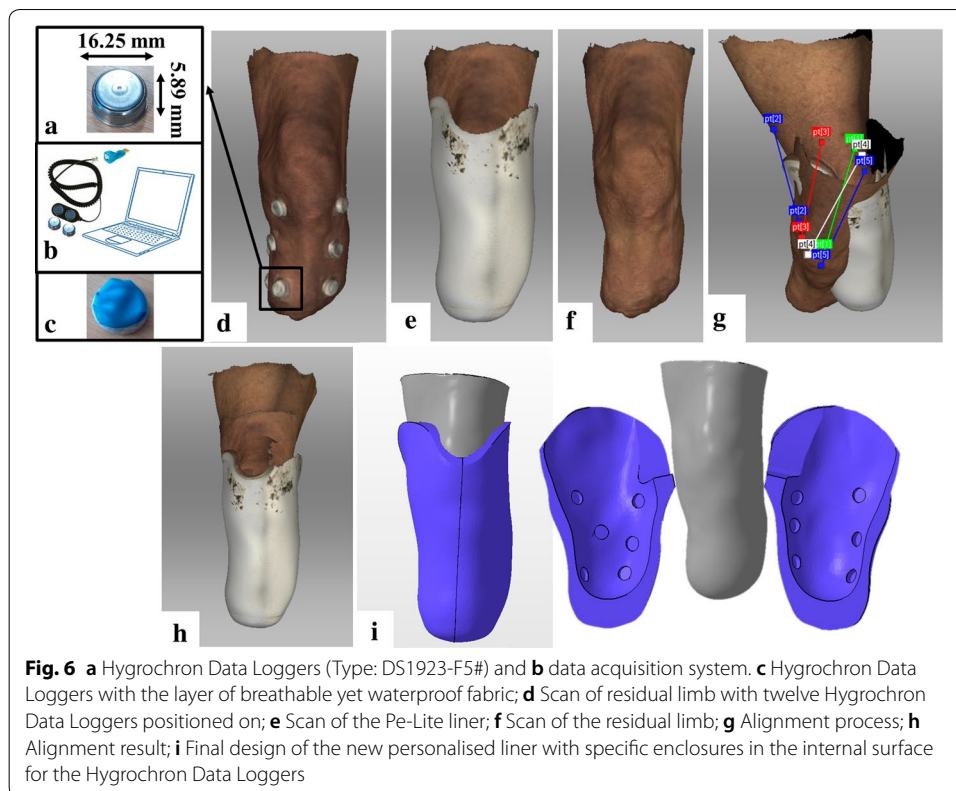 16.25 mm
5.89 mm
a
b
c
d
e
f
pt[2]
pt[3]
pt[4]
pt[5]
pt[2]
pt[3]
pt[4]
pt[5]
g
h
i
Fig. 6 a Hygrochron Data Loggers (Type: DS1923-F5#) and b data acquisition system. c Hygrochron Data
Loggers with the layer of breathable yet waterproof fabric; d Scan of residual limb with twelve Hygrochron
Data Loggers positioned on; e Scan of the Pe-Lite liner; f Scan of the residual limb; g Alignment process; h
Alignment result; i Final design of the new personalised liner with specific enclosures in the internal surface
for the Hygrochron Data Loggers